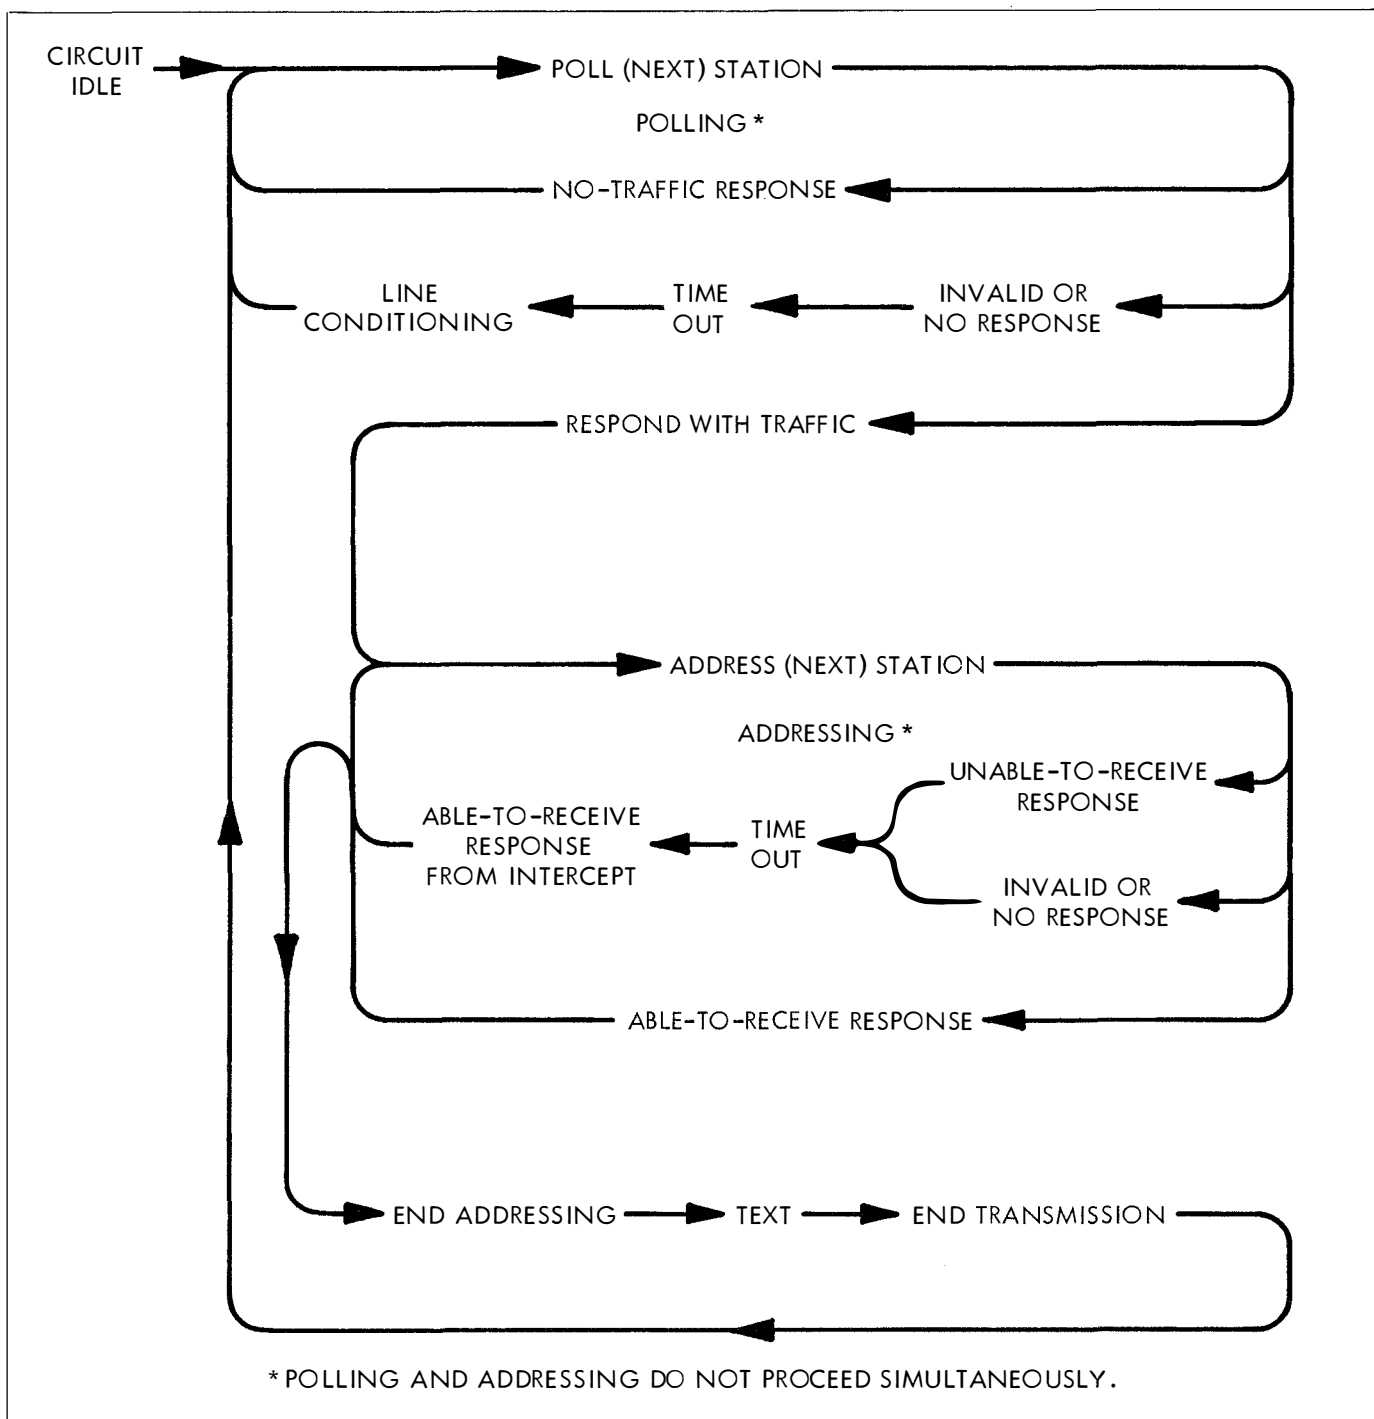 CIRCUIT
IDLE
POLL (NEXT) STATION
POLLING *
NO-TRAFFIC RESPONSE
LINE
CONDITIONING
TIME
OUT
INVALID OR
NO RESPONSE
RESPOND WITH TRAFFIC
ADDRESS (NEXT) STATION
ADDRESSING *
UNABLE-TO-RECEIVE
RESPONSE
ABLE-TO-RECEIVE
RESPONSE
FROM INTERCEPT
TIME
OUT
INVALID OR
NO RESPONSE
ABLE-TO-RECEIVE RESPONSE
END ADDRESSING
TEXT
END TRANSMISSION
* POLLING AND ADDRESSING DO NOT PROCEED SIMULTANEOUSLY.